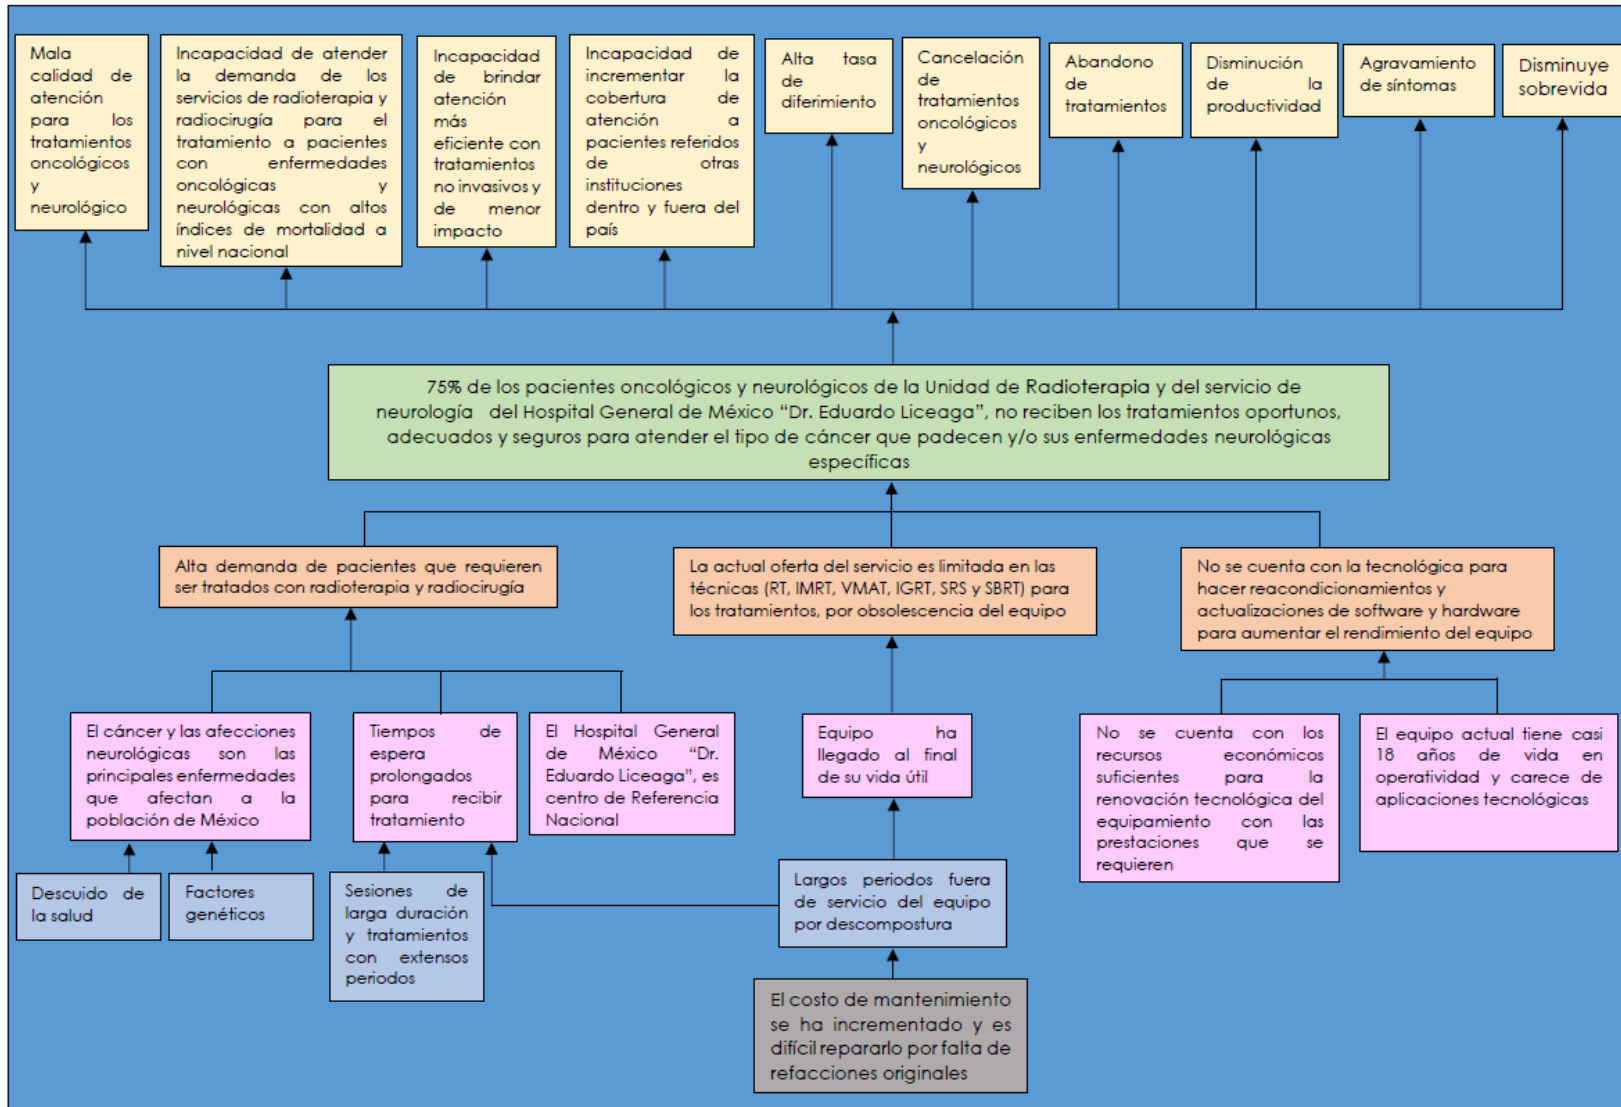 Mala
calidad de
atención
para los
tratamientos
oncológicos
y
neurológico
Incapacidad de atender
la demanda de los
servicios de radioterapia y
radiocirugía para el
tratamiento a pacientes
con enfermedades
oncológicas y
neurológicas con altos
índices de mortalidad a
nivel nacional
Incapacidad
de brindar
atención
más
eficiente con
tratamientos
no invasivos y
de menor
impacto
Incapacidad de
incrementar la
cobertura de
atención a
pacientes referidos
de otras
instituciones
dentro y fuera del
país
Alta tasa
de
diferimiento
Cancelación
de
tratamientos
oncológicos
y
neurológicos
Abandono
de
tratamientos
Disminución
de la
productividad
Agravamiento
de síntomas
Disminuye
sobrevida
75% de los pacientes oncológicos y neurológicos de la Unidad de Radioterapia y del servicio de
neurología del Hospital General de México “Dr. Eduardo Liceaga”, no reciben los tratamientos oportunos,
adecuados y seguros para atender el tipo de cáncer que padecen y/o sus enfermedades neurológicas
específicas
Alta demanda de pacientes que requieren
ser tratados con radioterapia y radiocirugía
La actual oferta del servicio es limitada en las
técnicas (RT, IMRT, VMAT, IGRT, SRS y SBRT) para
los tratamientos, por obsolescencia del equipo
No se cuenta con la tecnológica para
hacer reacondicionamientos y
actualizaciones de software y hardware
para aumentar el rendimiento del equipo
El cáncer y las afecciones
neurológicas son las
principales enfermedades
que afectan a la
población de México
Tiempos de
espera
prolongados
para recibir
tratamiento
El Hospital General
de México “Dr.
Eduardo Liceaga”, es
centro de Referencia
Nacional
Equipo ha
llegado al final
de su vida útil
No se cuenta con los
recursos económicos
suficientes para la
renovación tecnológica del
equipamiento con las
prestaciones que se
requieren
El equipo actual tiene casi
18 años de vida en
operatividad y carece de
aplicaciones tecnológicas
Descuido de
la salud
Factores
genéticos
Sesiones de
larga duración
y tratamientos
con extensos
periodos
Largos periodos fuera
de servicio del equipo
por descompostura
El costo de mantenimiento
se ha incrementado y es
difícil repararlo por falta de
refacciones originales